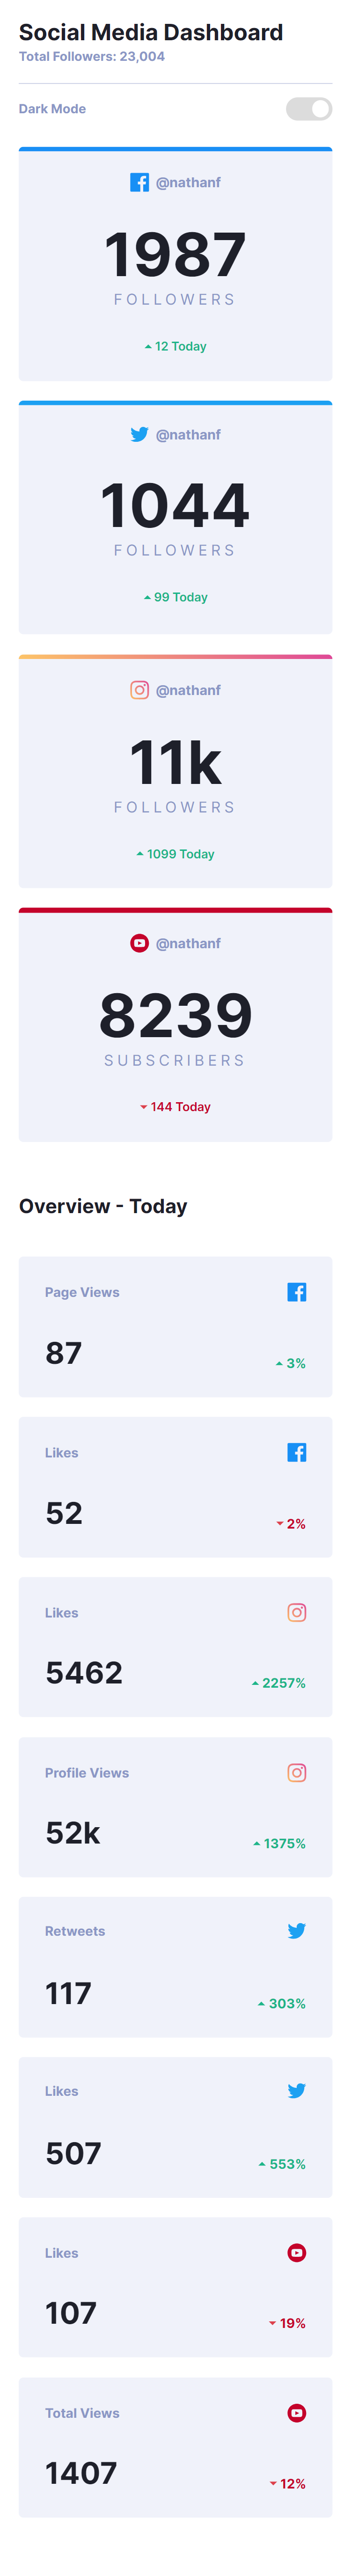 Social Media Dashboard
Total Followers: 23,004
Dark Mode
@nathanf
1987
FOLLOWERS
12 Today
@nathanf
1044
FOLLOWERS
99 Today
@nathanf
11k
FOLLOWERS
1099 Today
@nathanf
8239
SUBSCRIBERS
144 Today
Overview - Today
Page Views
87
3%
Likes
52
2%
Likes
5462
2257%
Profile Views
52k
1375%
Retweets
117
303%
Likes
507
553%
Likes
107
19%
Total Views
1407
12%